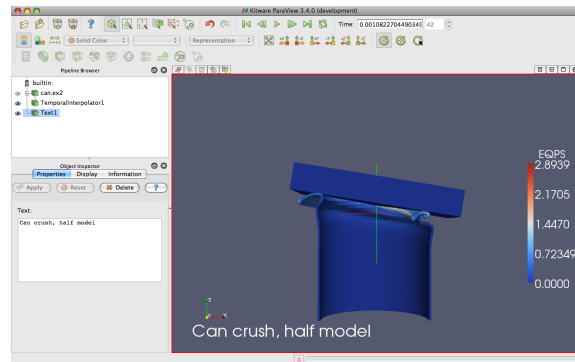 Kitware ParaView 3.4.0 (development)
Time: 0.0010822704490349 42
Solid Color
Representation
Pipeline Browser
builtin:
can.ex2
TemporalInterpolator1
Text1
Object Inspector
Properties Display Information
Apply Reset Delete ?
Text:
Can crush, half model
EQPS
2.8939
2.1705
1.4470
0.72349
0.0000
Z
Y X
Can crush, half model